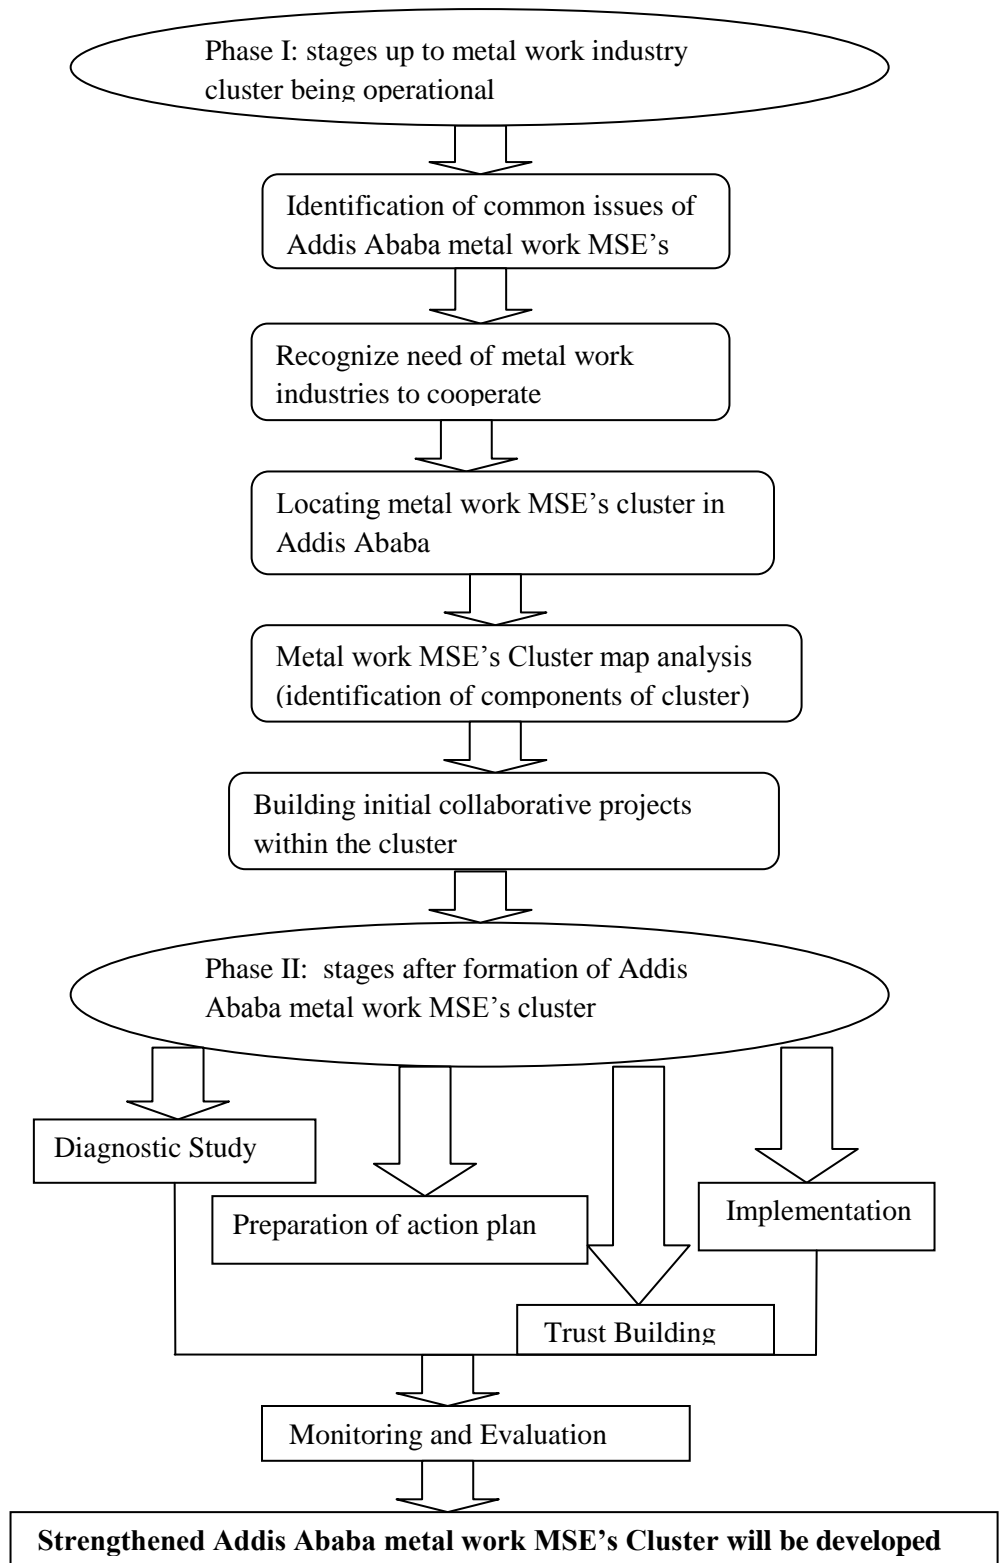 Phase I: stages up to metal work industry
cluster being operational
Identification of common issues of
Addis Ababa metal work MSE’s
Recognize need of metal work
industries to cooperate
Locating metal work MSE’s cluster in
Addis Ababa
Metal work MSE’s Cluster map analysis
(identification of components of cluster)
Building initial collaborative projects
within the cluster
Phase II:  stages after formation of Addis
Ababa metal work MSE’s cluster
Diagnostic Study
Preparation of action plan
Implementation
Trust Building
Monitoring and Evaluation
Strengthened Addis Ababa metal work MSE’s Cluster will be developed